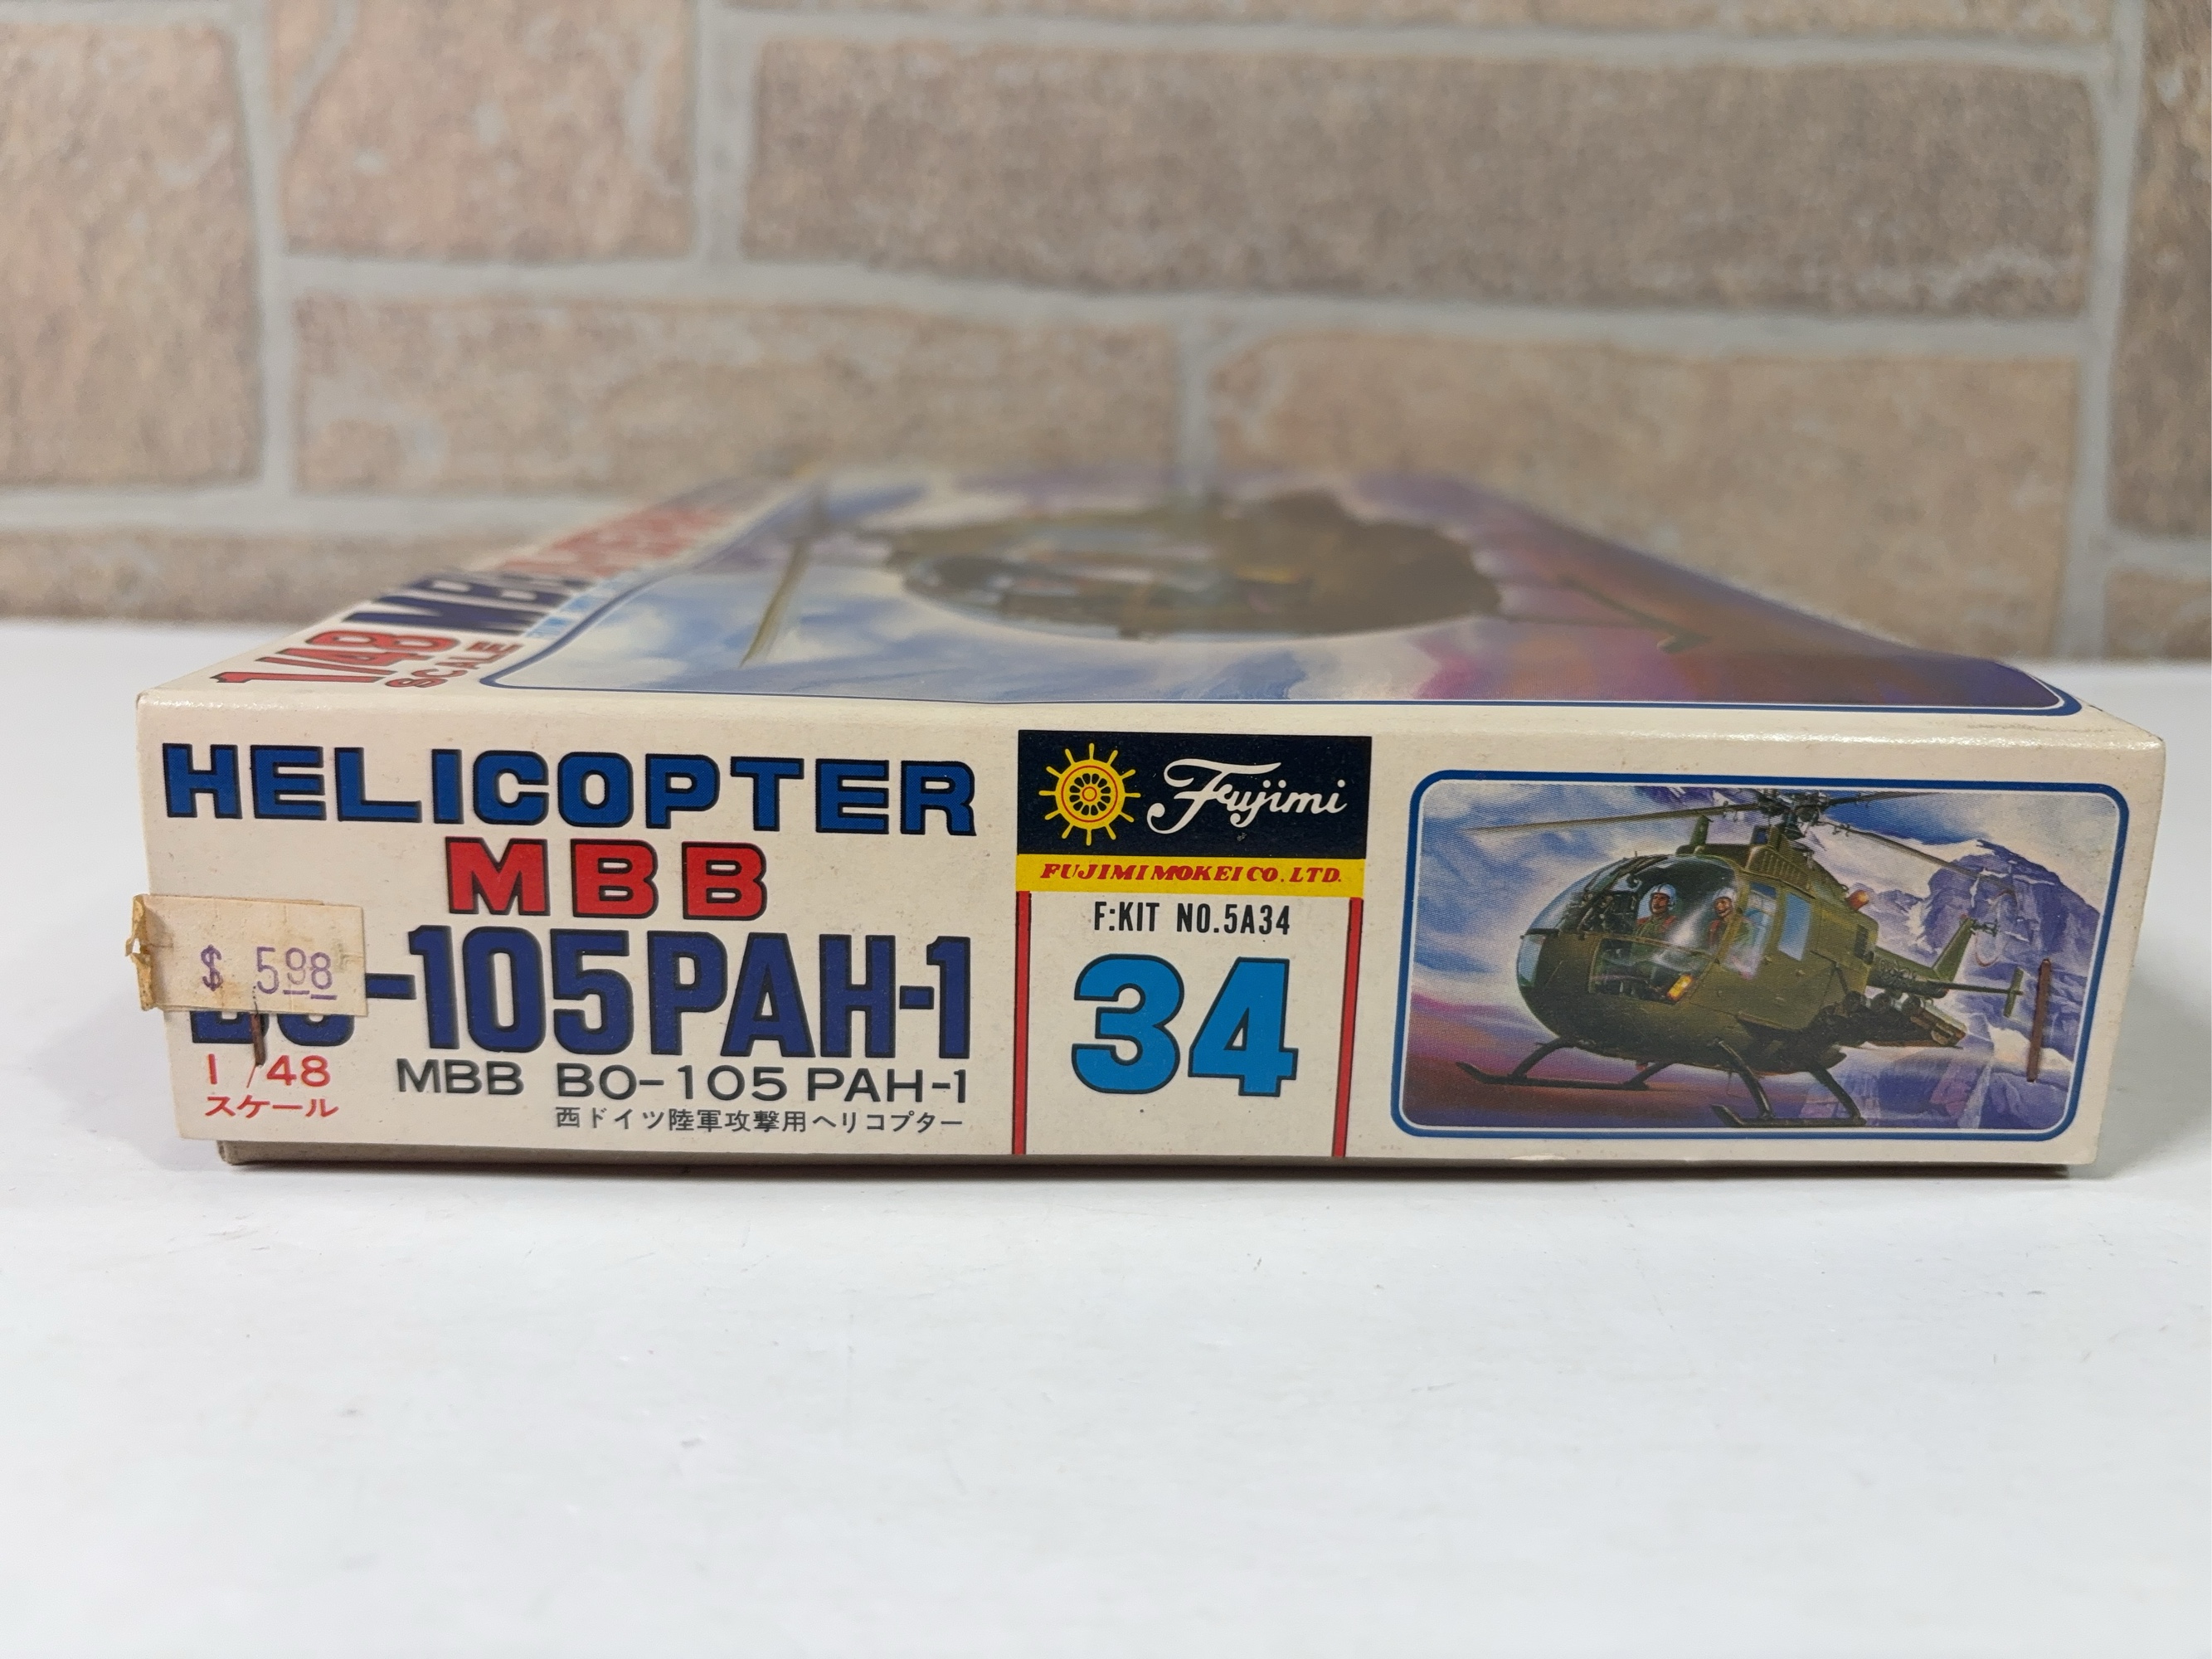 1/48
SCALE
HELICOPTER
MBB
-105PAH-1
$ 5.98
1/48
スケール
MBB BO-105 PAH-1
西ドイツ陸軍攻撃用ヘリコプター
Fujimi
FUJIMI MOKEI CO. LTD.
F:KIT NO.5A34
34